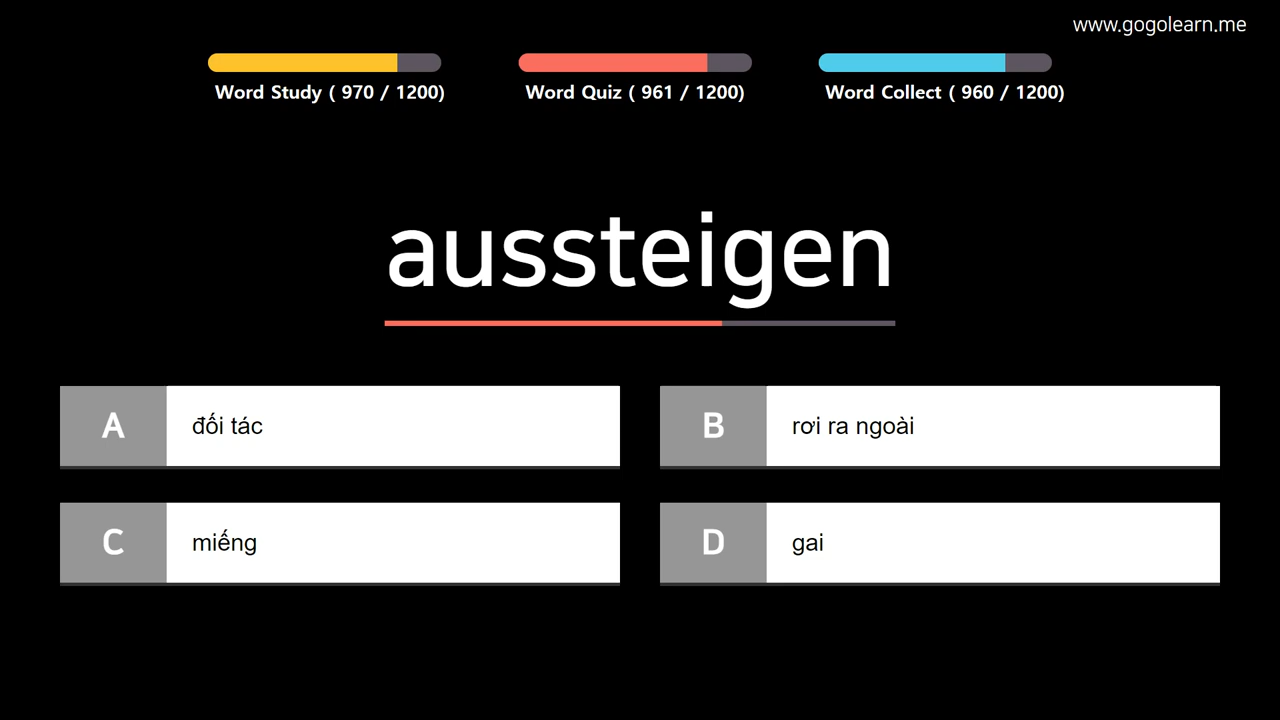 www.gogolearn.me
Word Study ( 970 / 1200)
Word Quiz ( 961 / 1200)
Word Collect ( 960 / 1200)
aussteigen
A đối tác
B rơi ra ngoài
C miếng
D gai